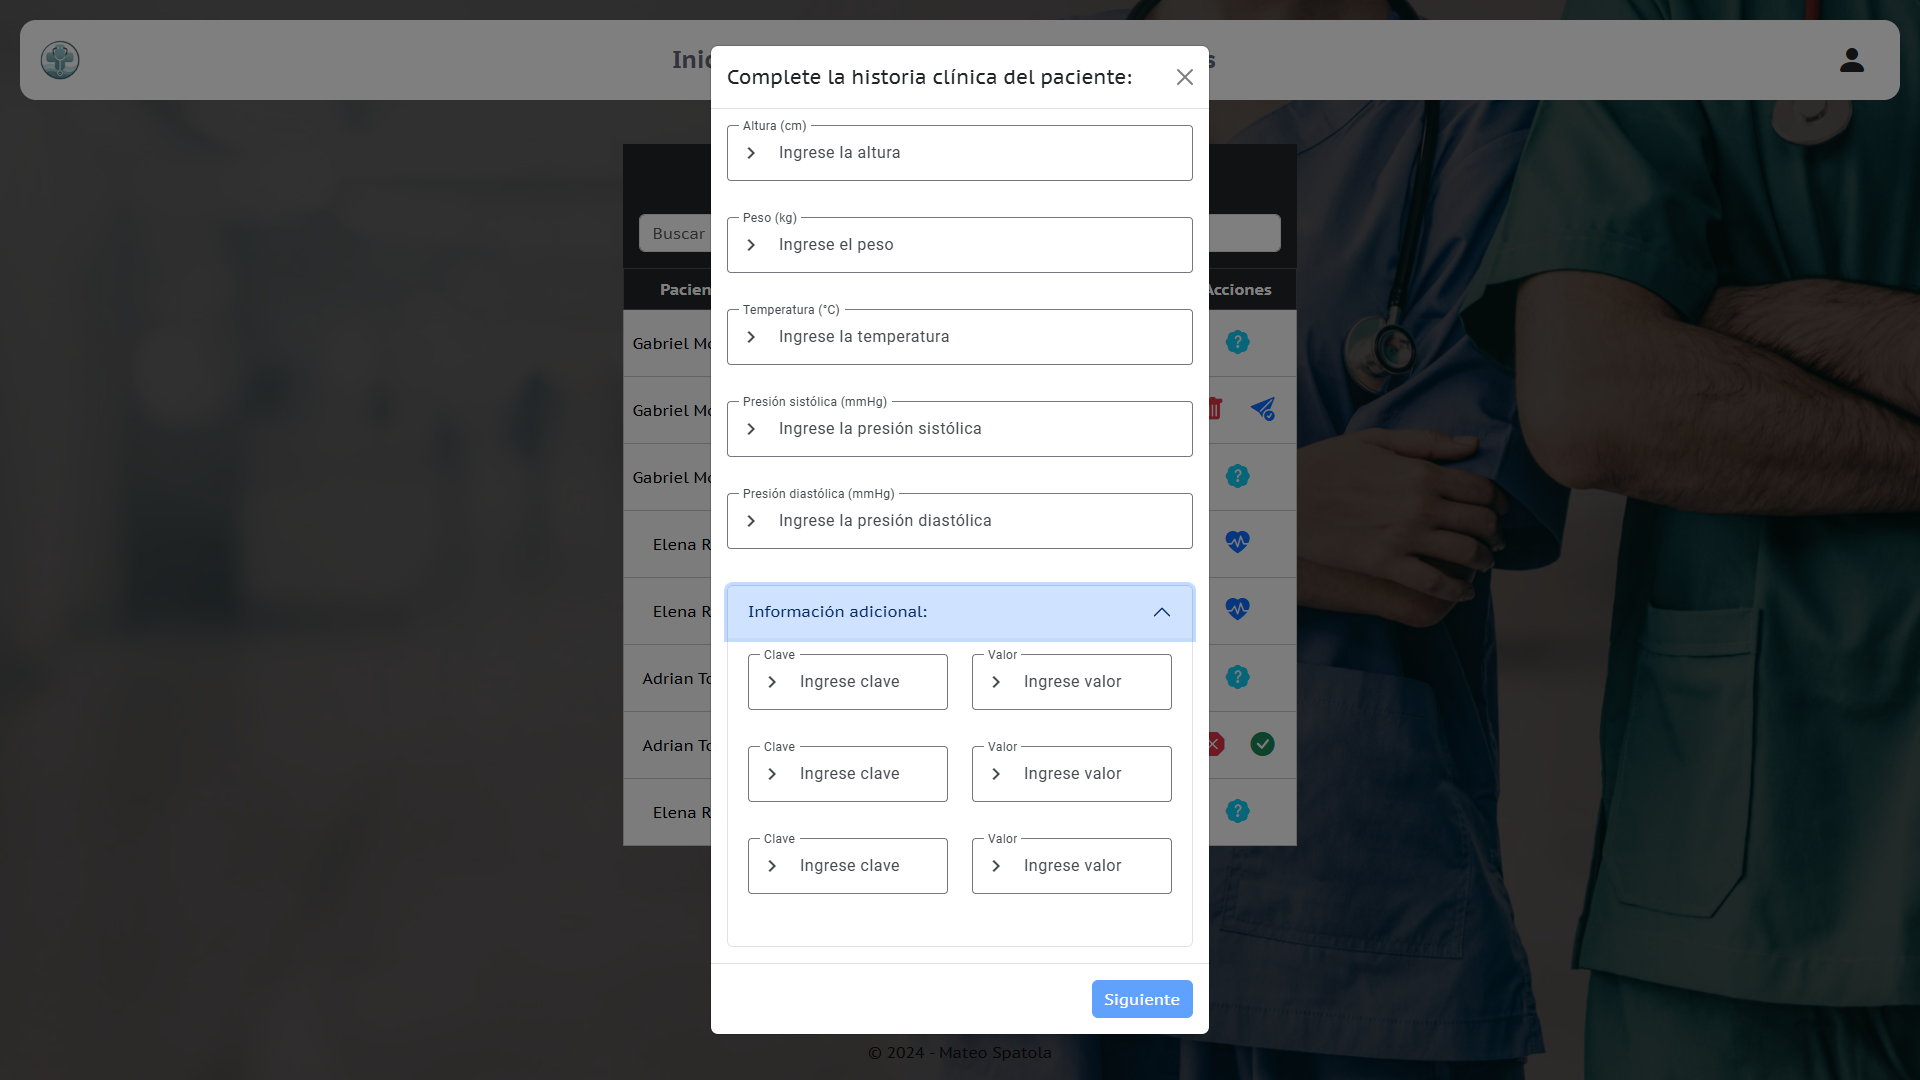 Complete la historia clínica del paciente:
Altura (cm)
Ingrese la altura
Peso (kg)
Ingrese el peso
Buscar
Temperatura (°C)
Ingrese la temperatura
Acciones
Gabriel
Presión sistólica (mmHg)
Ingrese la presión sistólica
Gabriel
Gabriel
Presión diastólica (mmHg)
Ingrese la presión diastólica
Elena
Información adicional:
Elena
Clave Valor
Ingrese clave Ingrese valor
Adrian
Clave Valor
Ingrese clave Ingrese valor
Adrian
Elena
Clave Valor
Ingrese clave Ingrese valor
Siguiente
© 2024 - Mateo Spatola